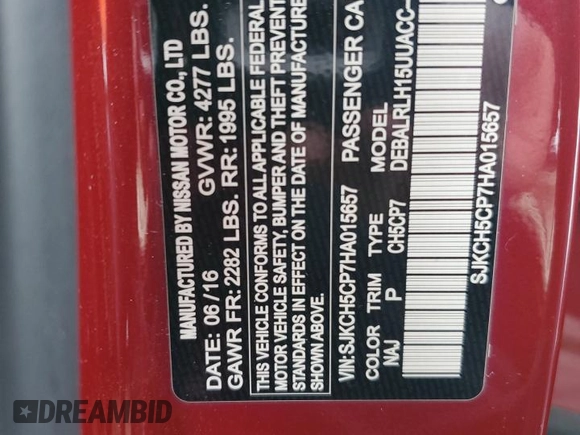 MANUFACTURED BY NISSAN MOTOR CO., LTD
DATE: 06/16 GVWR: 4277 LBS.
GAWR FR: 2282 LBS. RR: 1995 LBS.
THIS VEHICLE CONFORMS TO ALL APPLICABLE FEDERAL
MOTOR VEHICLE SAFETY, BUMPER AND THEFT PREVENTION
STANDARDS IN EFFECT ON THE DATE OF MANUFACTURE
SHOWN ABOVE.
VIN:SJKCH5CP7HA015657 PASSENGER CA
COLOR TRIM TYPE MODEL
NAJ P CH5CP7 DEBALRLH15UUACC-
SJKCH5CP7HA015657
DREAMBID